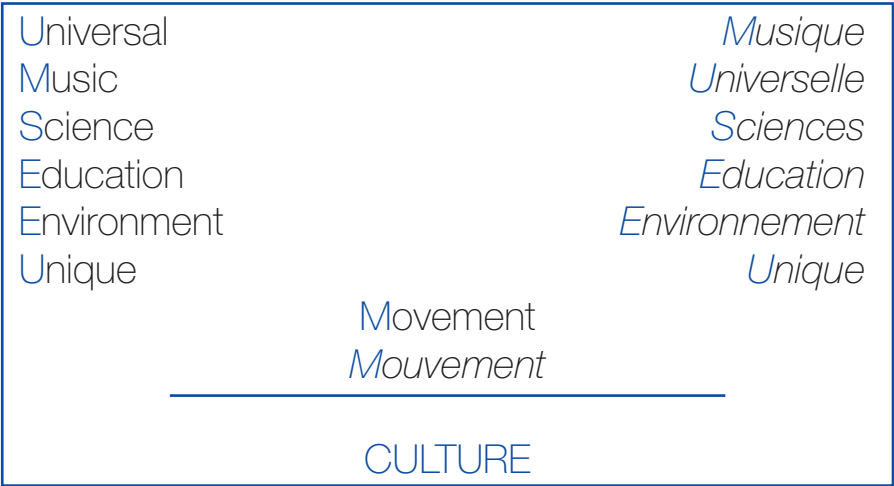 Universal Musique
Music Universelle
Science Sciences
Education Education
Environment Environnement
Unique Unique
Movement
Mouvement
CULTURE